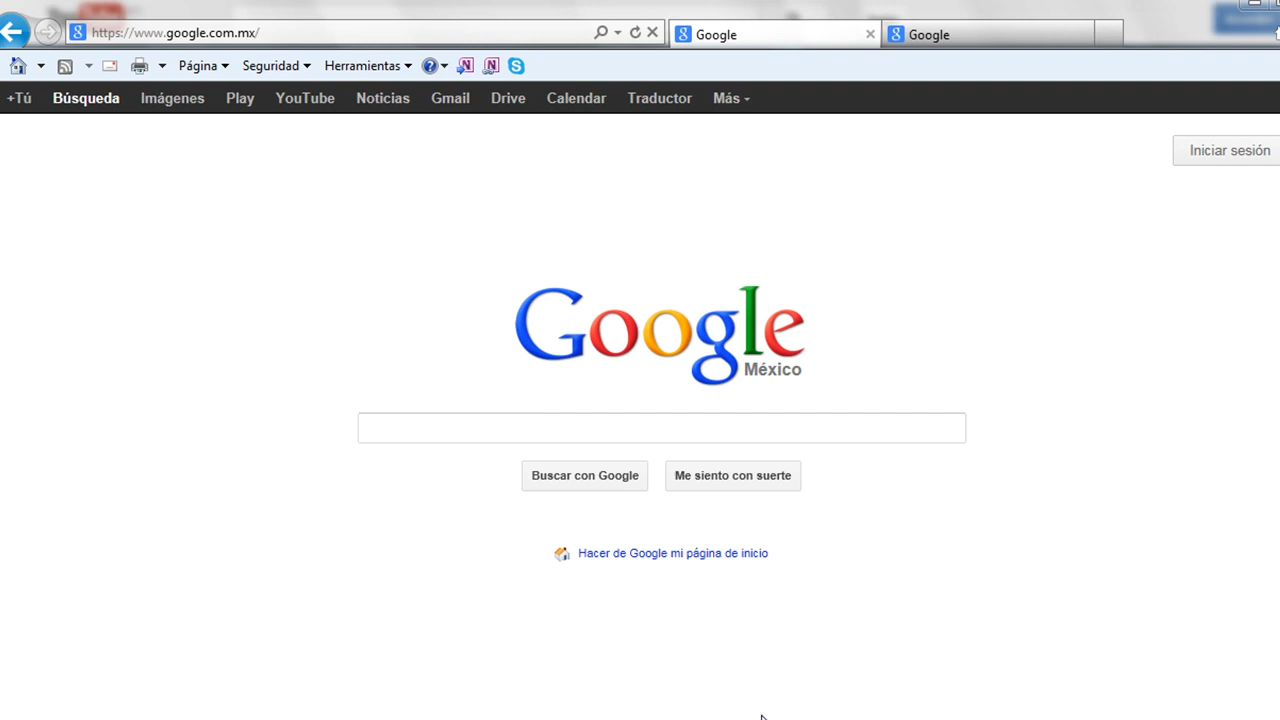 https://www.google.com.mx/
Google
Google
Página
Seguridad
Herramientas
+Tú Búsqueda Imágenes Play YouTube Noticias Gmail Drive Calendar Traductor Más
Iniciar sesión
Google
México
Buscar con Google
Me siento con suerte
Hacer de Google mi página de inicio